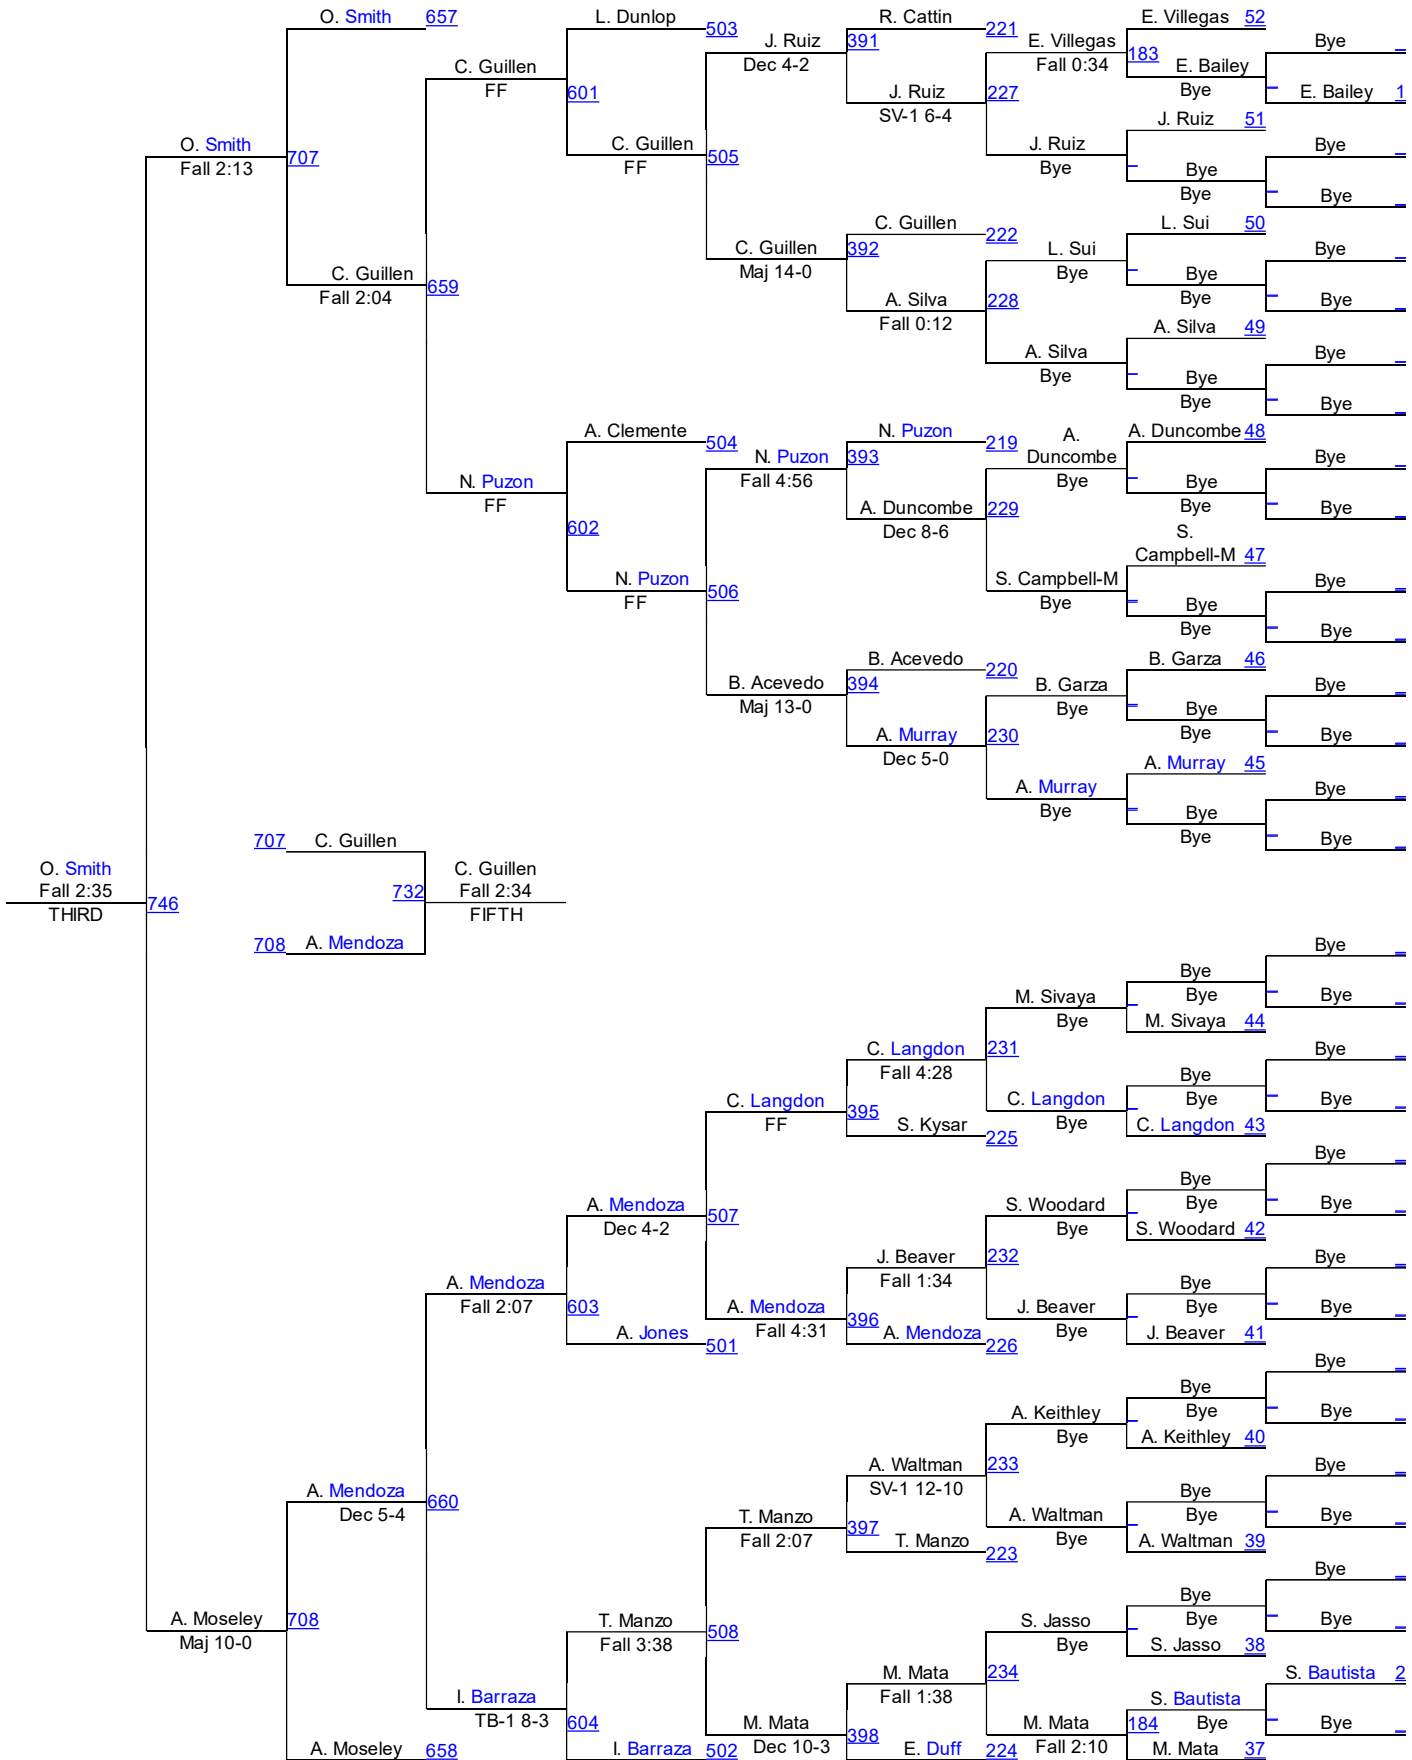 O. Smith 657
L. Dunlop 503
R. Cattin 221
E. Villegas 52
Bye
J. Ruiz 391
Dec 4-2
E. Villegas 183
Fall 0:34
C. Guillen
FF
601
E. Bailey
Bye
E. Bailey 1
J. Ruiz 227
SV-1 6-4
J. Ruiz 51
O. Smith 707
Fall 2:13
C. Guillen 505
FF
J. Ruiz
Bye
Bye
Bye
Bye
Bye
C. Guillen 222
L. Sui 50
C. Guillen 392
Maj 14-0
L. Sui
Bye
Bye
Bye
Bye
Bye
C. Guillen 659
Fall 2:04
A. Silva 228
Fall 0:12
A. Silva 49
A. Silva
Bye
Bye
Bye
Bye
Bye
A. Clemente 504
N. Puzon 219
A. Duncombe 48
N. Puzon 393
Fall 4:56
A.
Duncombe
Bye
Bye
Bye
Bye
N. Puzon
FF
602
A. Duncombe 229
Dec 8-6
S.
Campbell-M 47
N. Puzon 506
FF
S. Campbell-M
Bye
Bye
Bye
Bye
Bye
B. Acevedo 220
B. Garza 46
B. Acevedo 394
Maj 13-0
B. Garza
Bye
Bye
Bye
Bye
Bye
A. Murray 230
Dec 5-0
A. Murray 45
A. Murray
Bye
Bye
Bye
Bye
Bye
707 C. Guillen
O. Smith
Fall 2:35
THIRD
746
732
C. Guillen
Fall 2:34
FIFTH
708 A. Mendoza
Bye
Bye
Bye
Bye
M. Sivaya
Bye
M. Sivaya 44
C. Langdon 231
Fall 4:28
Bye
Bye
Bye
Bye
C. Langdon 395
FF
C. Langdon
Bye
C. Langdon 43
S. Kysar 225
Bye
Bye
Bye
Bye
A. Mendoza 507
Dec 4-2
S. Woodard
Bye
S. Woodard 42
J. Beaver 232
Fall 1:34
Bye
Bye
Bye
Bye
A. Mendoza 603
Fall 2:07
A. Mendoza 396
Fall 4:31
J. Beaver
Bye
J. Beaver 41
A. Jones 501
A. Mendoza 226
Bye
Bye
Bye
Bye
A. Keithley
Bye
A. Keithley 40
A. Waltman 233
SV-1 12-10
Bye
Bye
Bye
Bye
A. Mendoza 660
Dec 5-4
T. Manzo 397
Fall 2:07
A. Waltman
Bye
A. Waltman 39
T. Manzo 223
Bye
Bye
Bye
Bye
A. Moseley 708
Maj 10-0
T. Manzo 508
Fall 3:38
S. Jasso
Bye
S. Jasso 38
M. Mata 234
Fall 1:38
S. Bautista 2
I. Barraza 604
TB-1 8-3
S. Bautista
Bye
Bye
M. Mata 398
Dec 10-3
M. Mata 184
Fall 2:10
A. Moseley 658
I. Barraza 502
E. Duff 224
M. Mata 37